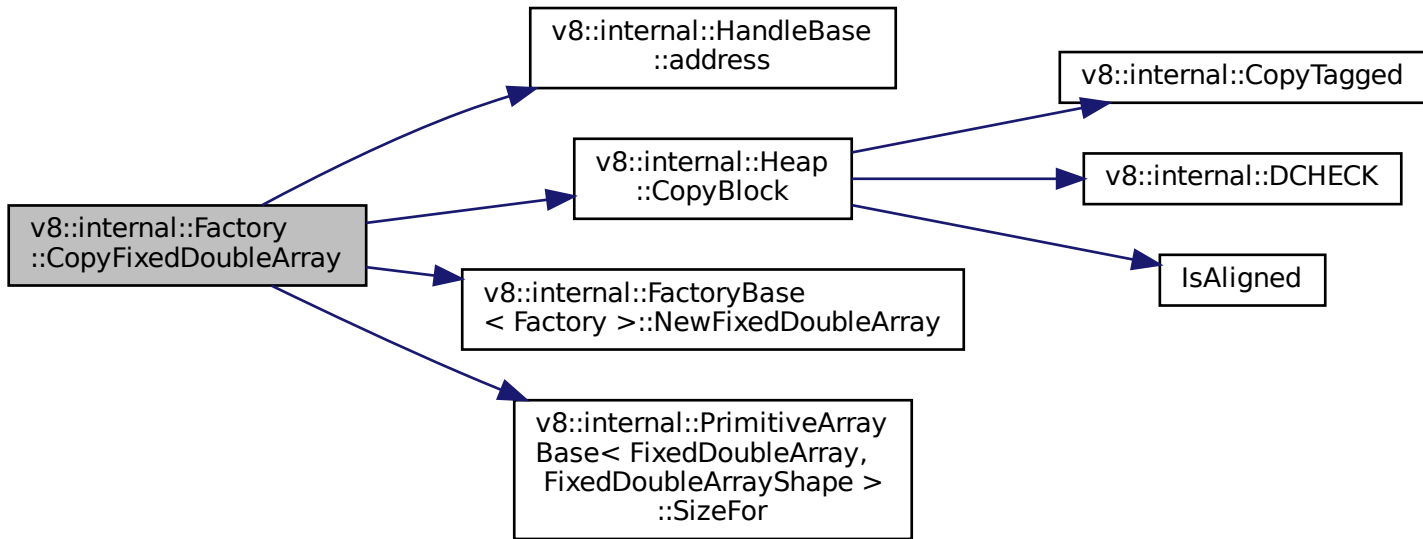 v8::internal::HandleBase
::address
v8::internal::CopyTagged
v8::internal::Heap
::CopyBlock
v8::internal::DCHECK
v8::internal::Factory
::CopyFixedDoubleArray
IsAligned
v8::internal::FactoryBase
< Factory >::NewFixedDoubleArray
v8::internal::PrimitiveArray
Base< FixedDoubleArray,
FixedDoubleArrayShape >
::SizeFor